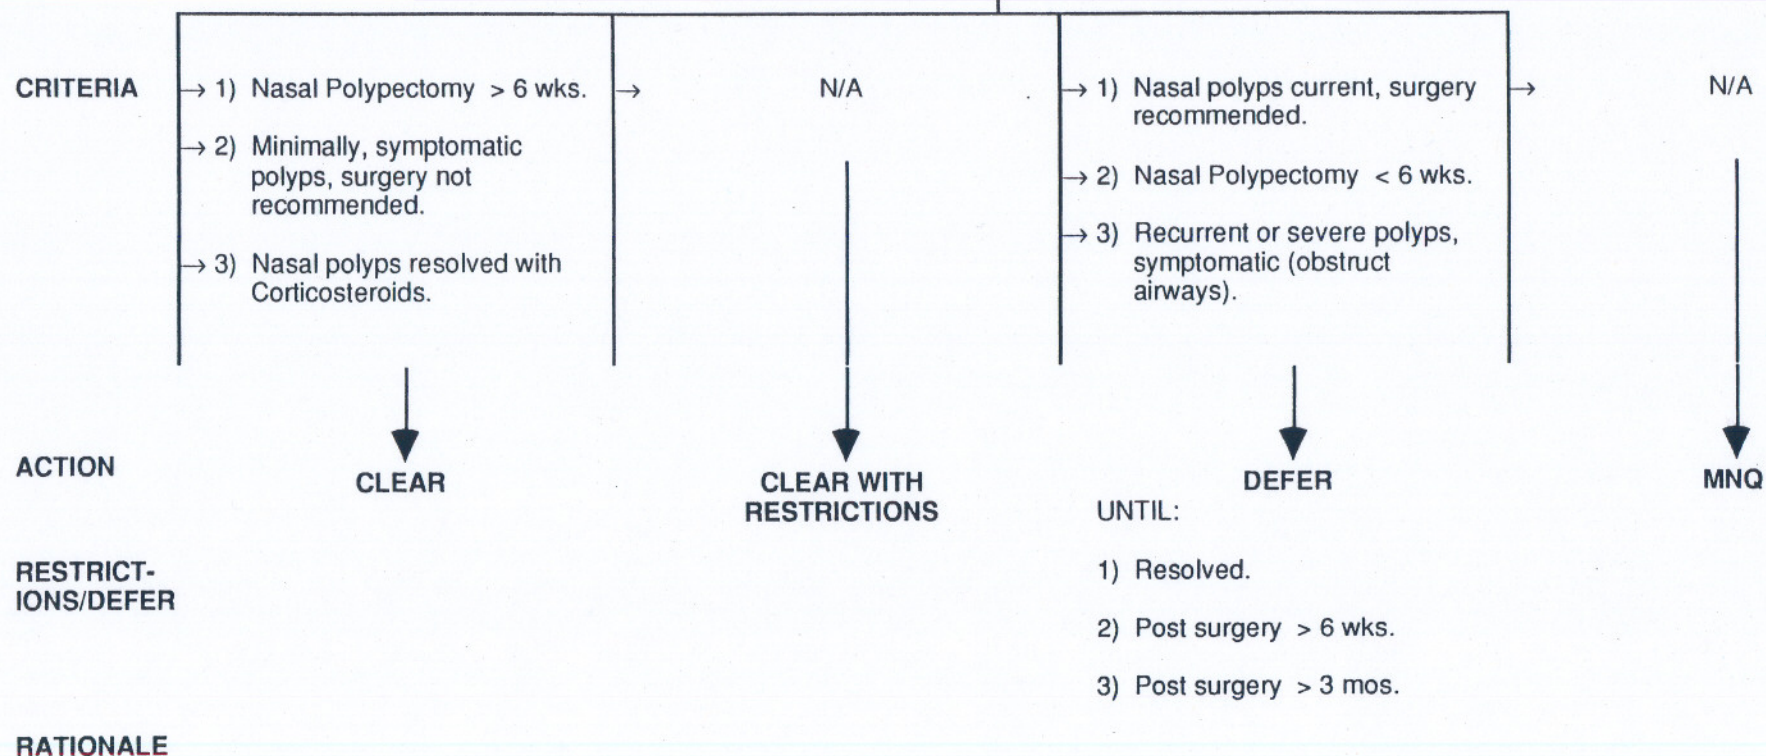 CRITERIA
→ 1) Nasal Polypectomy > 6 wks.
→ 2) Minimally, symptomatic
polyps, surgery not
recommended.
→ 3) Nasal polyps resolved with
Corticosteroids.
→ N/A
→ 1) Nasal polyps current, surgery
recommended.
→ 2) Nasal Polypectomy < 6 wks.
→ 3) Recurrent or severe polyps,
symptomatic (obstruct
airways).
→ N/A
ACTION
CLEAR
CLEAR WITH
RESTRICTIONS
DEFER
MNQ
RESTRICT-
IONS/DEFER
UNTIL:
1) Resolved.
2) Post surgery > 6 wks.
3) Post surgery > 3 mos.
RATIONALE